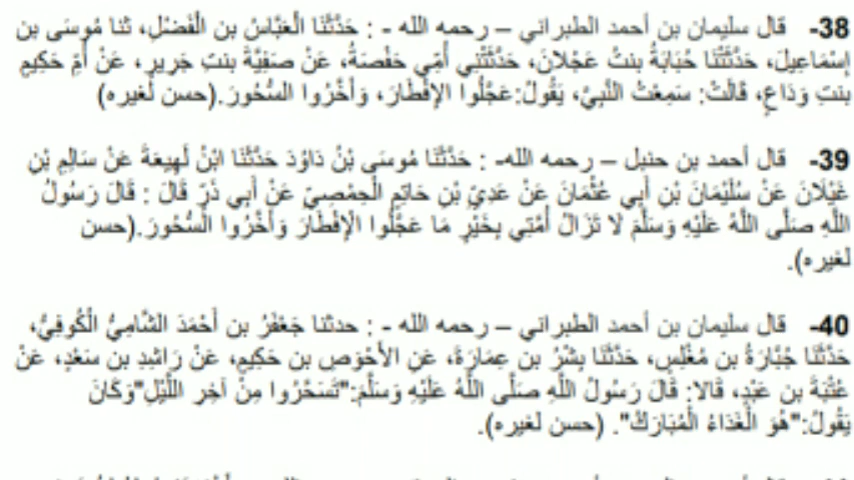 38- قال سليمان بن أحمد الطبراني – رحمه الله - : حَدَّثَنَا الْعَبَّاسُ بن الْفَضْلِ، ثنا مُوسَى بن
إِسْمَاعِيلَ، حَدَّثَتْنَا حُبَابَةُ بنتُ عَجْلانَ، حَدَّثَتْنِي أُمِّي حَفْصَةُ، عَنْ صَفِيَّةَ بنتِ جَرِيرٍ، عَنْ أُمِّ حَكِيمٍ
بنتِ وَدَاعٍ، قَالَتْ: سَمِعْتُ النَّبِيَّ، يَقُولُ:عَجِّلُوا الإِفْطَارَ، وَأَخِّرُوا السَّحُورَ.(حسن لغيره)
39- قال أحمد بن حنبل – رحمه الله- : حَدَّثَنَا مُوسَى بْنُ دَاوُدَ حَدَّثَنَا ابْنُ لَهِيعَةَ عَنْ سَالِمِ بْنِ
غَيْلَانَ عَنْ سُلَيْمَانَ بْنِ أَبِي عُثْمَانَ عَنْ عَدِيِّ بْنِ حَاتِمٍ الْحِمْصِيِّ عَنْ أَبِي ذَرٍّ قَالَ : قَالَ رَسُولُ
اللَّهِ صَلَّى اللَّهُ عَلَيْهِ وَسَلَّمَ لَا تَزَالُ أُمَّتِي بِخَيْرٍ مَا عَجَّلُوا الْإِفْطَارَ وَأَخَّرُوا السُّحُورَ.(حسن
لغيره).
40- قال سليمان بن أحمد الطبراني – رحمه الله - : حدثنا جَعْفَرُ بن أَحْمَدَ الشَّامِيُّ الْكُوفِيُّ،
حَدَّثَنَا جُبَارَةُ بن مُغَلِّسٍ، حَدَّثَنَا بِشْرُ بن عِمَارَةَ، عَنِ الأَحْوَصِ بن حَكِيمٍ، عَنْ رَاشِدِ بن سَعْدٍ، عَنْ
عُتْبَةَ بن عَبْدٍ، قَالا: قَالَ رَسُولُ اللَّهِ صَلَّى اللَّهُ عَلَيْهِ وَسَلَّمَ:"تَسَحَّرُوا مِنْ آخِرِ اللَّيْلِ"وَكَانَ
يَقُولُ:"هُوَ الْغَدَاءُ الْمُبَارَكُ". (حسن لغيره).